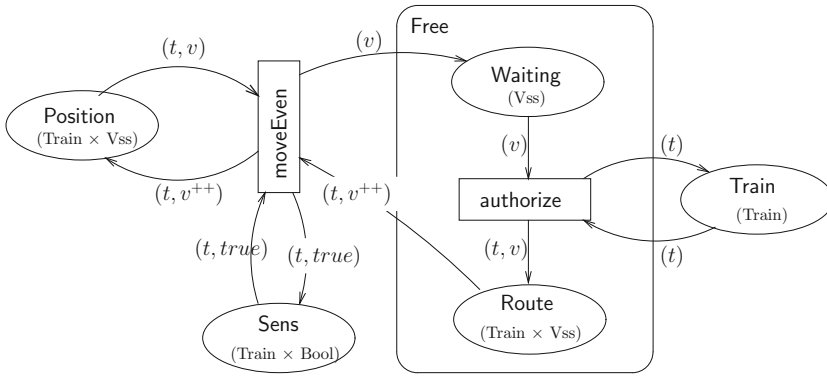 Free
(t, v)
(v)
Waiting
(Vss)
Position
(Train × Vss)
moveEven
(v)
(t)
(t, v⁺⁺)
(t, v⁺⁺)
authorize
Train
(Train)
(t, true)
(t, true)
(t, v)
(t)
Sens
(Train × Bool)
Route
(Train × Vss)